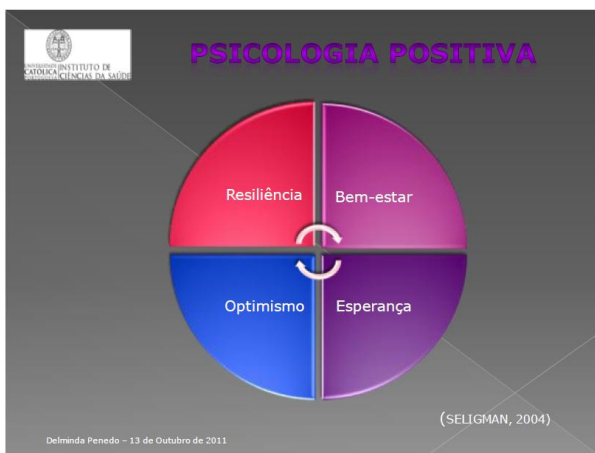 UNIVERSIDADE
CATÓLICA INSTITUTO DE
CIÊNCIAS DA SAÚDE
PSICOLOGIA POSITIVA
Resiliência
Bem-estar
Optimismo
Esperança
(SELIGMAN, 2004)
Delminda Penedo – 13 de Outubro de 2011